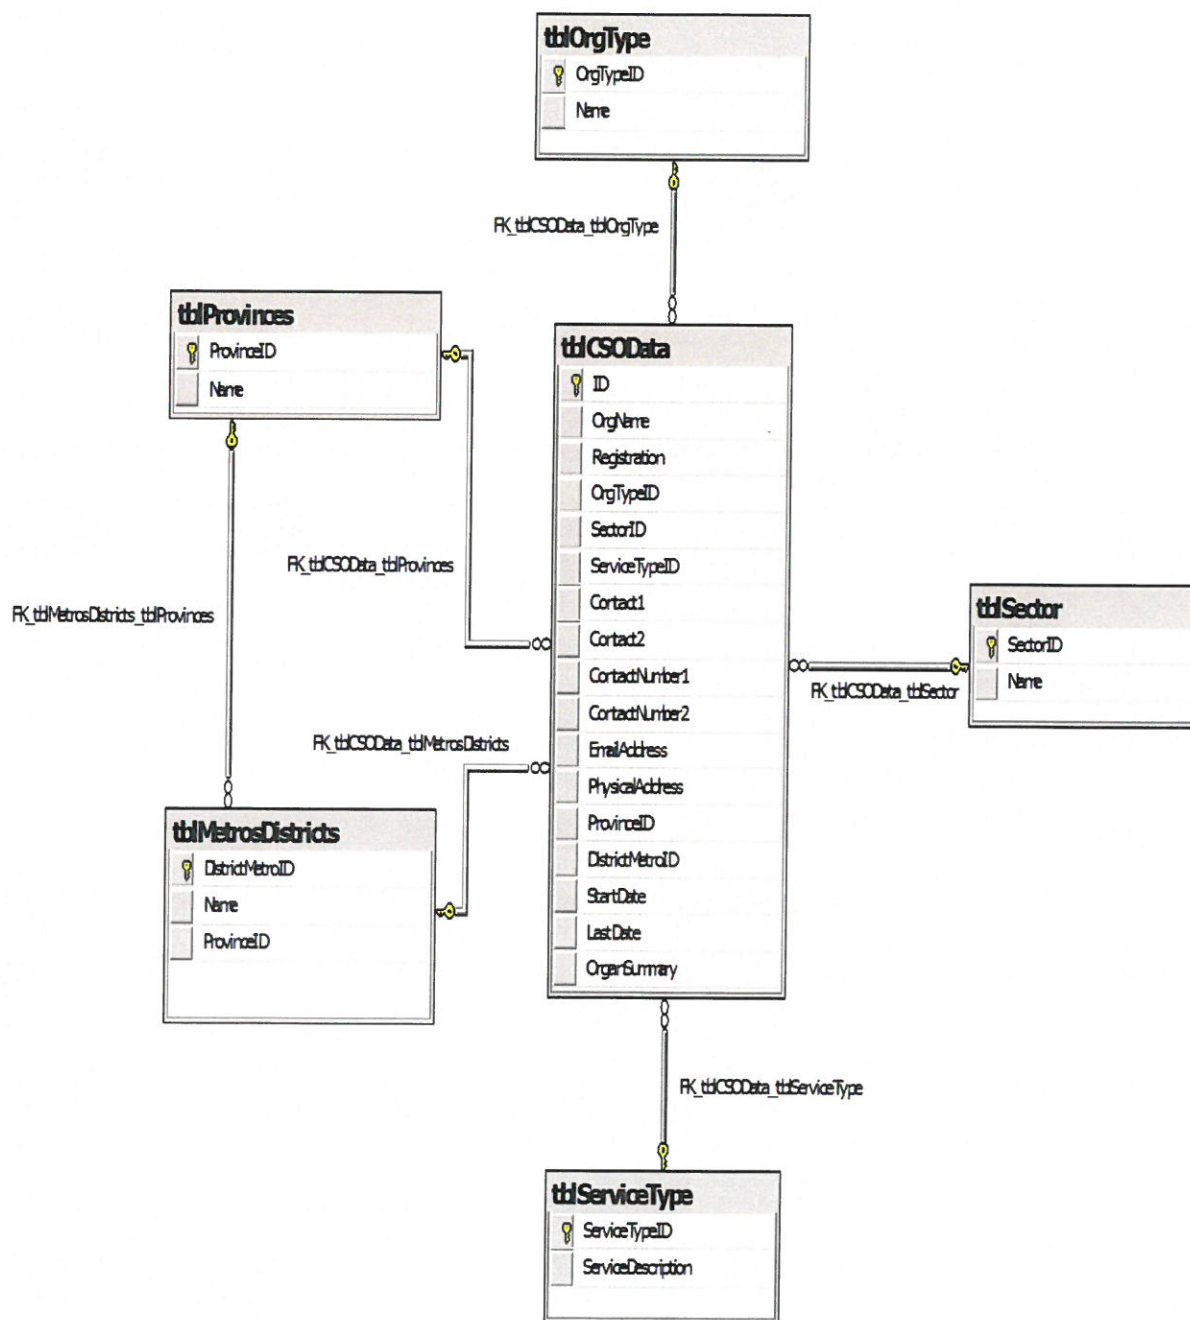 tblOrgType
OrgTypeID
Name
FK_tblCSOData_tblOrgType
tblProvinces
ProvinceID
Name
tblCSOData
ID
OrgName
Registration
OrgTypeID
SectorID
ServiceTypeID
Contact1
Contact2
ContactNumber1
ContactNumber2
EmailAddress
PhysicalAddress
ProvinceID
DistrictMetroID
StartDate
LastDate
OrganSummary
FK_tblCSOData_tblProvinces
FK_tblMetrosDistricts_tblProvinces
tblSector
SectorID
Name
FK_tblCSOData_tblSector
FK_tblCSOData_tblMetrosDistricts
tblMetrosDistricts
DistrictMetroID
Name
ProvinceID
FK_tblCSOData_tblServiceType
tblServiceType
ServiceTypeID
ServiceDescription